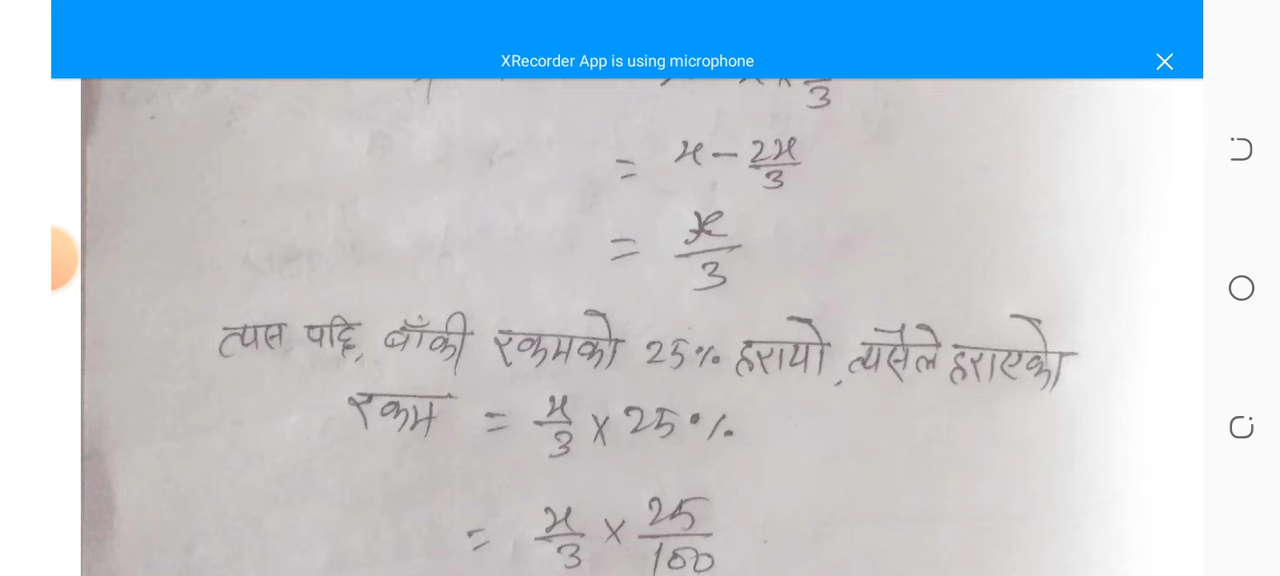 XRecorder App is using microphone
3
= x - 2x/3
= x/3
त्यस पछि, बाँकी रकमको 25% हरायो, त्यसैले हराएको
रकम = x/3 × 25%
= x/3 × 25/100